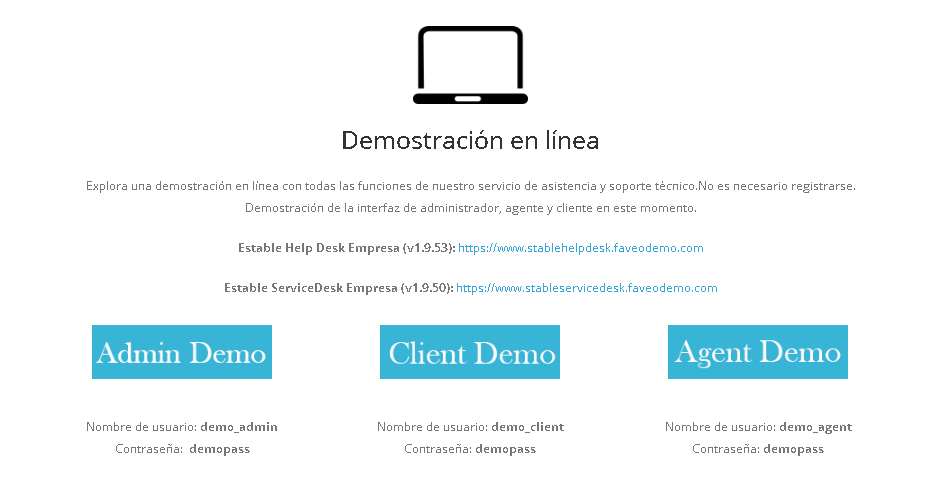 Demostración en línea
Explora una demostración en línea con todas las funciones de nuestro servicio de asistencia y soporte técnico.No es necesario registrarse.
Demostración de la interfaz de administrador, agente y cliente en este momento.
Estable Help Desk Empresa (v1.9.53): https://www.stablehelpdesk.faveodemo.com
Estable ServiceDesk Empresa (v1.9.50): https://www.stableservicedesk.faveodemo.com
Admin Demo
Client Demo
Agent Demo
Nombre de usuario: demo_admin
Contraseña: demopass
Nombre de usuario: demo_client
Contraseña: demopass
Nombre de usuario: demo_agent
Contraseña: demopass